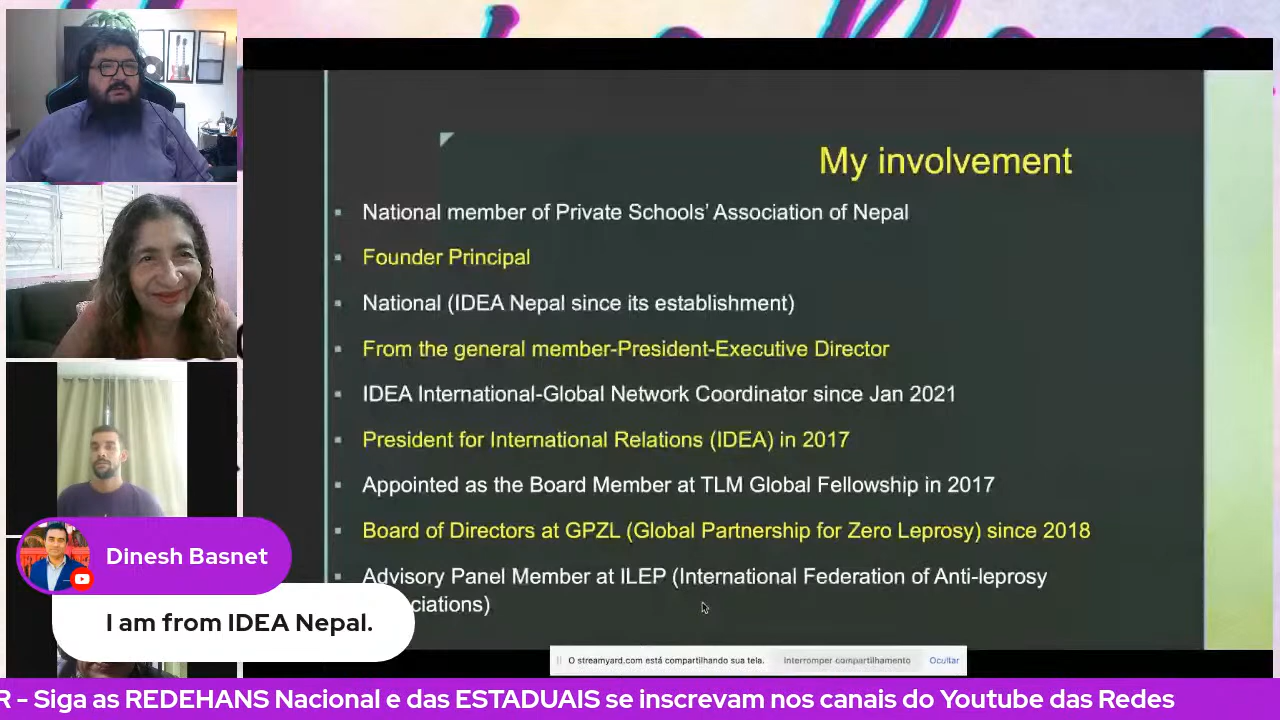 My involvement
National member of Private Schools’ Association of Nepal
Founder Principal
National (IDEA Nepal since its establishment)
From the general member-President-Executive Director
IDEA International-Global Network Coordinator since Jan 2021
President for International Relations (IDEA) in 2017
Appointed as the Board Member at TLM Global Fellowship in 2017
Board of Directors at GPZL (Global Partnership for Zero Leprosy) since 2018
Advisory Panel Member at ILEP (International Federation of Anti-leprosy
ciations)
Dinesh Basnet
I am from IDEA Nepal.
O streamyard.com está compartilhando sua tela. Interromper compartilhamento Ocultar
R - Siga as REDEHANS Nacional e das ESTADUAIS se inscrevam nos canais do Youtube das Redes